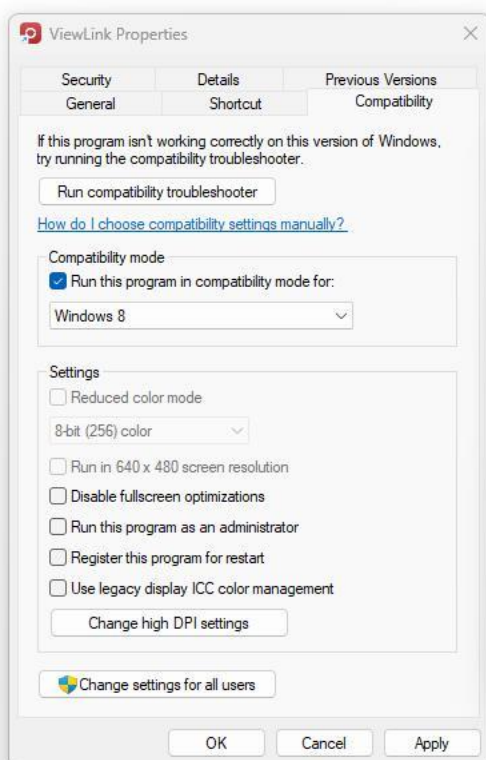 ViewLink Properties
Security Details Previous Versions
General Shortcut Compatibility
If this program isn't working correctly on this version of Windows,
try running the compatibility troubleshooter.
Run compatibility troubleshooter
How do I choose compatibility settings manually?
Compatibility mode
Run this program in compatibility mode for:
Windows 8
Settings
Reduced color mode
8-bit (256) color
Run in 640 x 480 screen resolution
Disable fullscreen optimizations
Run this program as an administrator
Register this program for restart
Use legacy display ICC color management
Change high DPI settings
Change settings for all users
OK Cancel Apply